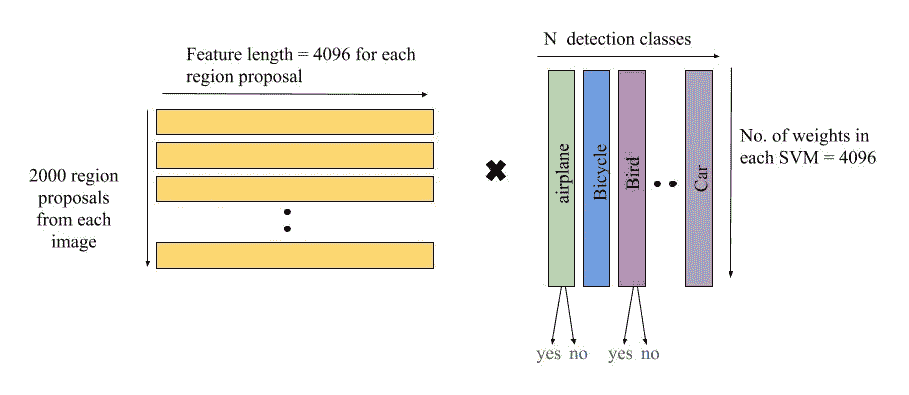 Feature length = 4096 for each
region proposal
2000 region
proposals
from each
image
N detection classes
airplane
Bicycle
Bird
Car
No. of weights in
each SVM = 4096
yes no
yes no